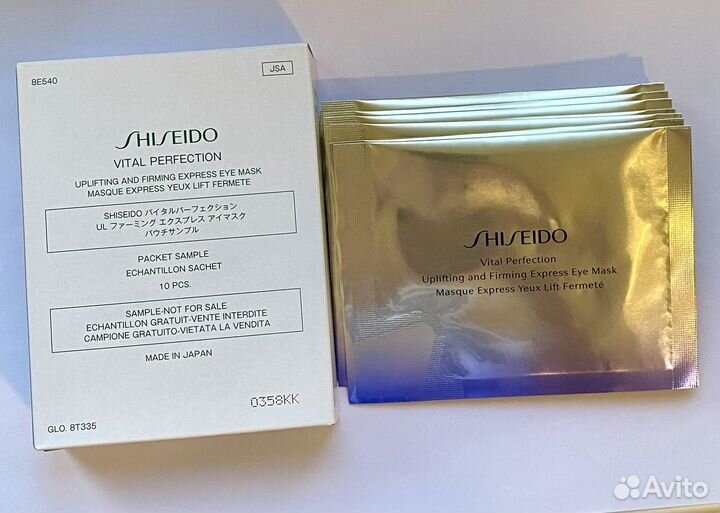 8E540
JSA
SHISEIDO
VITAL PERFECTION
UPLIFTING AND FIRMING EXPRESS EYE MASK
MASQUE EXPRESS YEUX LIFT FERMETE
SHISEIDO バイタルパーフェクション
UL ファーミング エクスプレス アイマスク
パウチサンプル
PACKET SAMPLE
ECHANTILLON SACHET
10 PCS.
SAMPLE-NOT FOR SALE
ECHANTILLON GRATUIT-VENTE INTERDITE
CAMPIONE GRATUITO-VIETATA LA VENDITA
MADE IN JAPAN
0358KK
GLO. 8T335
SHISEIDO
Vital Perfection
Uplifting and Firming Express Eye Mask
Masque Express Yeux Lift Fermeté
Avito